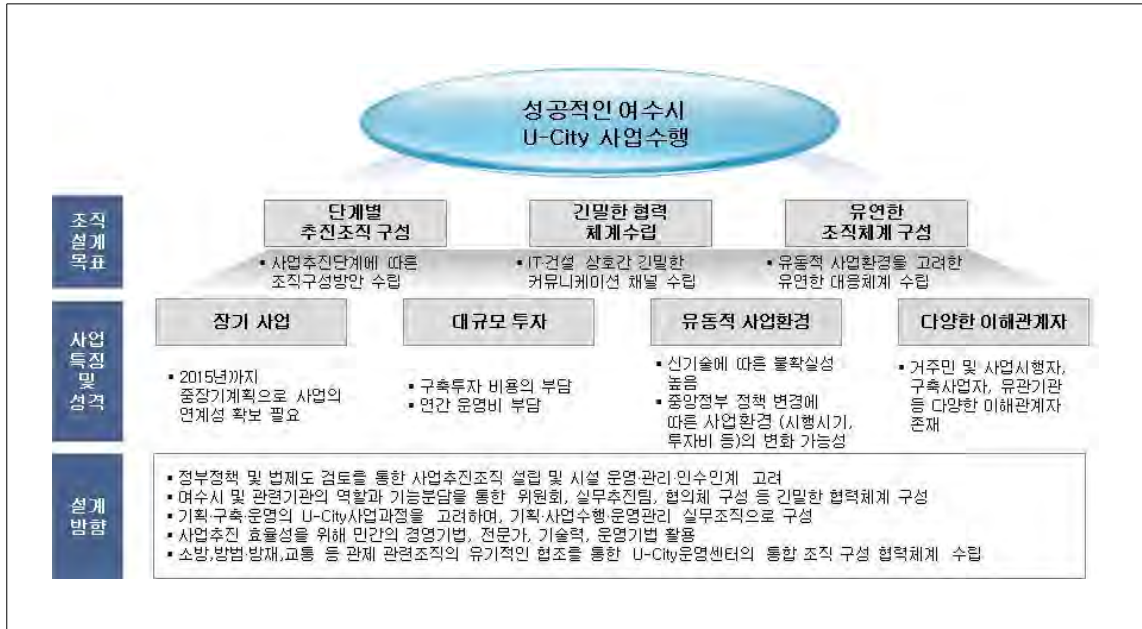 성공적인 여수시
U-City 사업수행
조직
설계
목표
단계별
추진조직 구성
긴밀한 협력
체계수립
유연한
조직체계 구성
▪ 사업추진단계에 따른
조직구성방안 수립
▪ IT·건설 상호간 긴밀한
커뮤니케이션 채널 수립
▪ 유동적 사업환경을 고려한
유연한 대응체계 수립
사업
특징
및
성격
장기 사업
대규모 투자
유동적 사업환경
다양한 이해관계자
▪ 2015년까지
중장기계획으로 사업의
연계성 확보 필요
▪ 구축투자 비용의 부담
▪ 연간 운영비 부담
▪ 신기술에 따른 불확실성
높음
▪ 중앙정부 정책 변경에
따른 사업환경 (시행시기,
투자비 등)의 변화 가능성
▪ 거주민 및 사업시행자,
구축사업자, 유관기관
등 다양한 이해관계자
존재
설계
방향
▪ 정부정책 및 법제도 검토를 통한 사업추진조직 설립 및 시설 운영·관리·인수인계 고려
▪ 여수시 및 관련기관의 역할과 기능분담을 통한 위원회, 실무추진팀, 협의체 구성 등 긴밀한 협력체계 구성
▪ 기획·구축·운영의 U-City사업과정을 고려하며, 기획·사업수행·운영관리 실무조직으로 구성
▪ 사업추진 효율성을 위해 민간의 경영기법, 전문가, 기술력, 운영기법 활용
▪ 소방,방범·방재,교통 등 관제 관련조직의 유기적인 협조를 통한 U-City운영센터의 통합 조직 구성 협력체계 수립